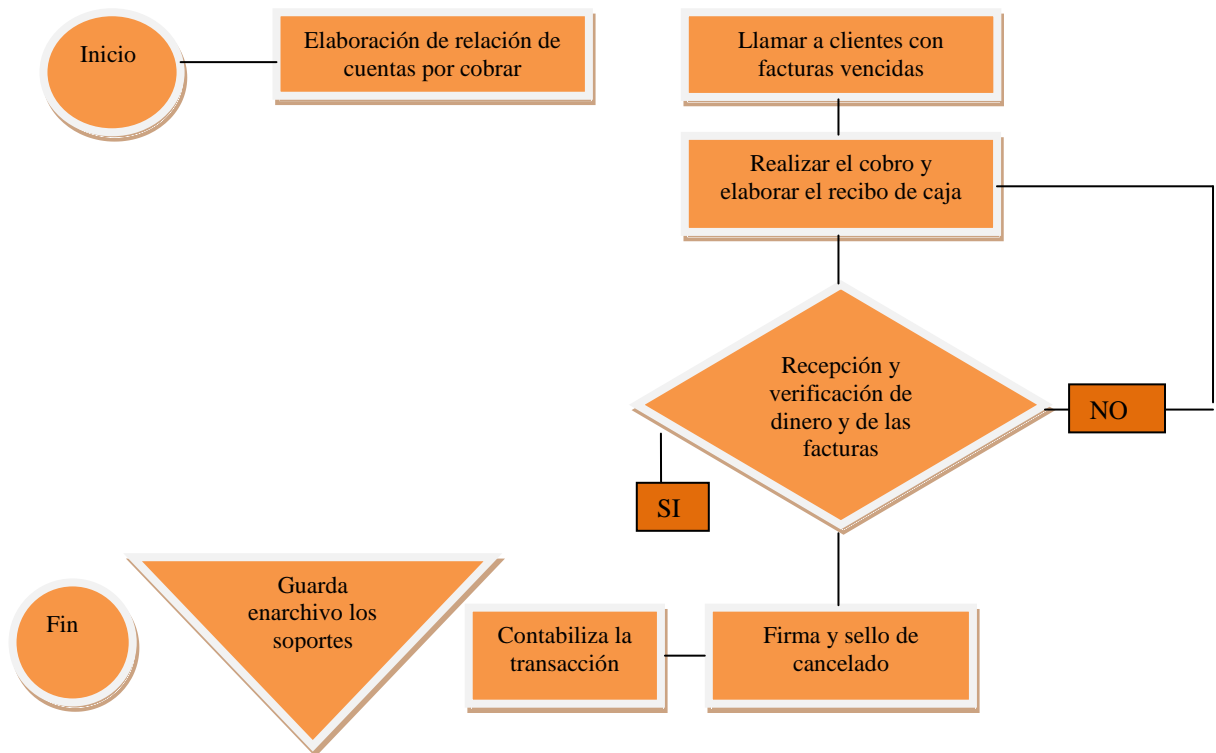 Inicio
Elaboración de relación de
cuentas por cobrar
Llamar a clientes con
facturas vencidas
Realizar el cobro y
elaborar el recibo de caja
Recepción y
verificación de
dinero y de las
facturas
NO
SI
Firma y sello de
cancelado
Contabiliza la
transacción
Guarda
enarchivo los
soportes
Fin